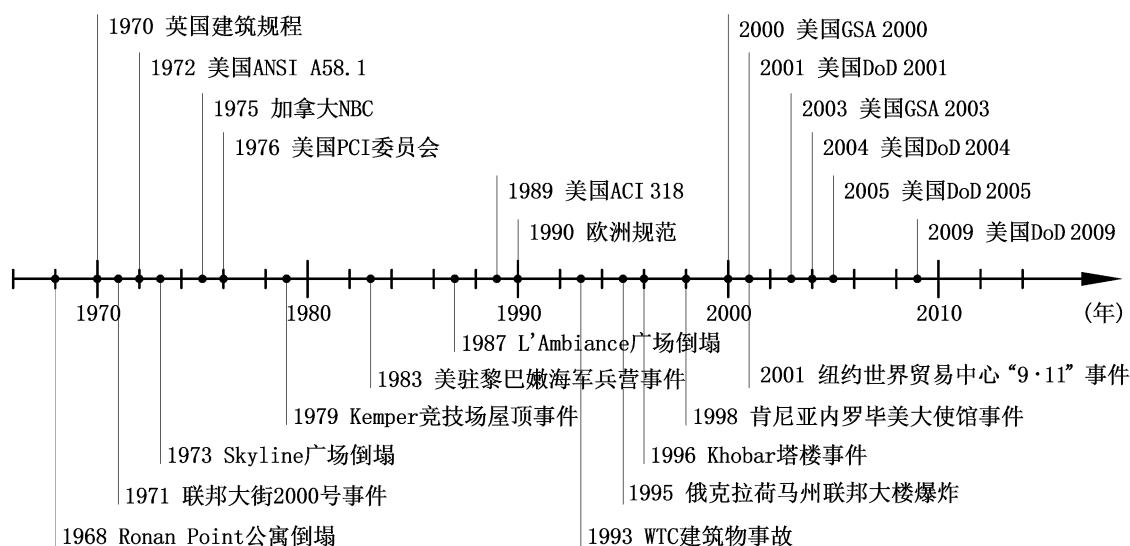 1970 英国建筑规程
2000 美国GSA 2000
1972 美国ANSI A58.1
2001 美国DoD 2001
1975 加拿大NBC
2003 美国GSA 2003
1976 美国PCI委员会
2004 美国DoD 2004
1989 美国ACI 318
2005 美国DoD 2005
1990 欧洲规范
2009 美国DoD 2009
1970 1980 1990 2000 2010 (年)
1987 L'Ambiance广场倒塌
1983 美驻黎巴嫩海军兵营事件
2001 纽约世界贸易中心“9·11”事件
1979 Kemper竞技场屋顶事件
1998 肯尼亚内罗毕美大使馆事件
1973 Skyline广场倒塌
1996 Khobar塔楼事件
1971 联邦大街2000号事件
1995 俄克拉荷马州联邦大楼爆炸
1968 Ronan Point公寓倒塌
1993 WTC建筑物事故